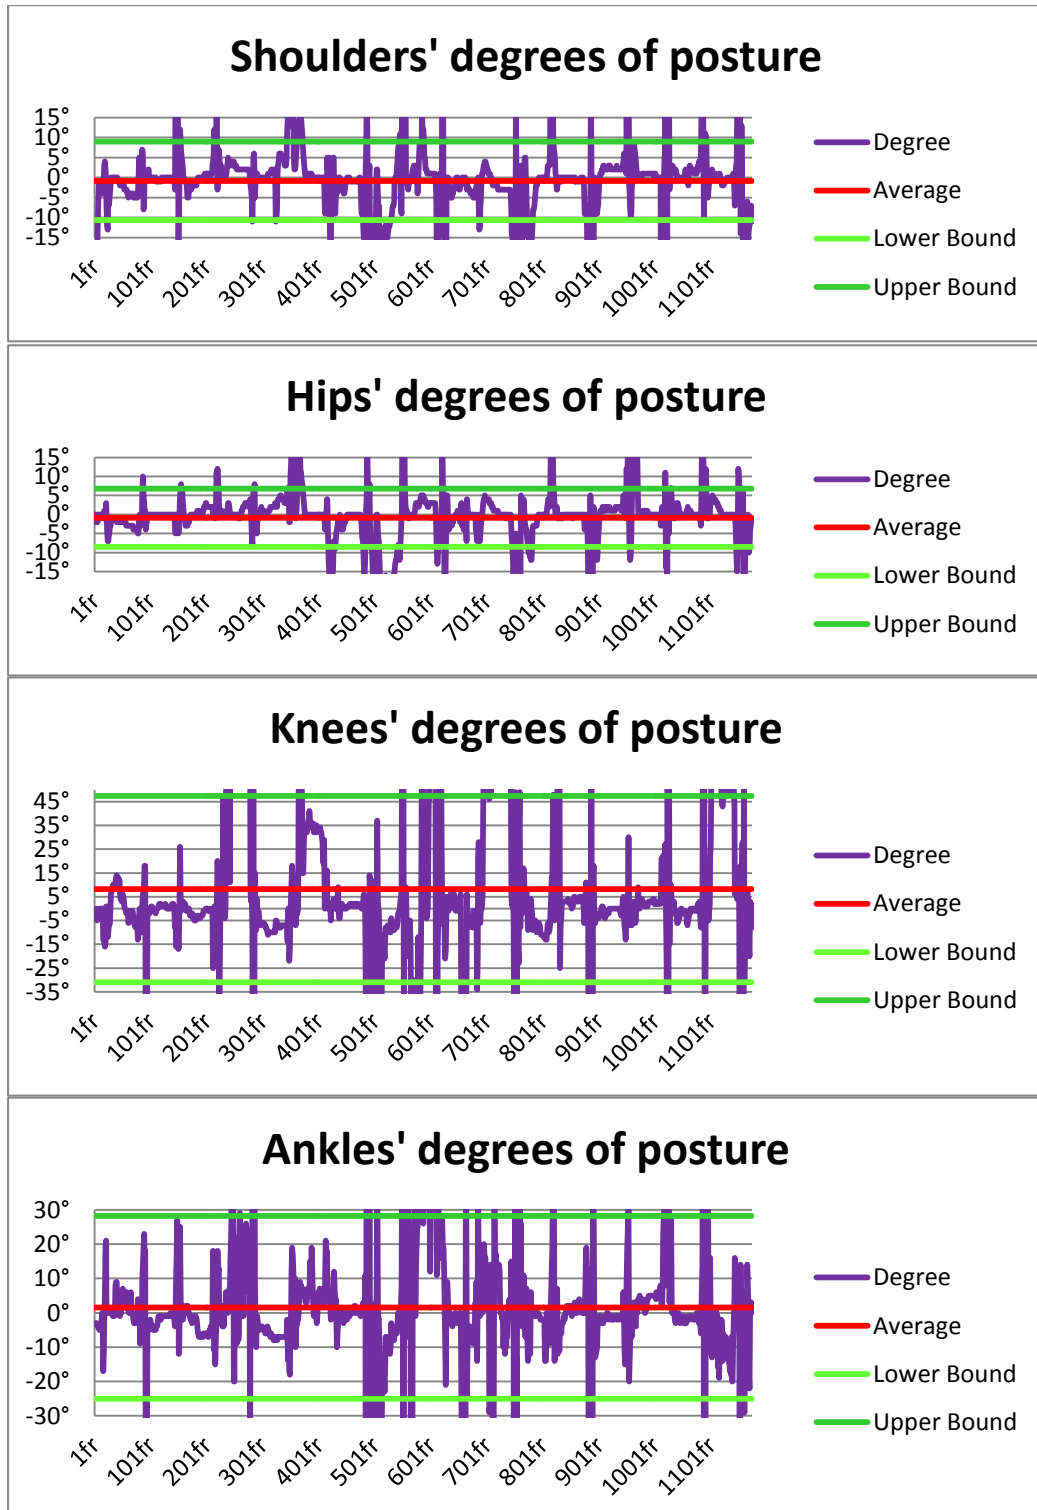 Shoulders' degrees of posture
15°
10°
5°
0°
-5°
-10°
-15°
1fr
101fr
201fr
301fr
401fr
501fr
601fr
701fr
801fr
901fr
1001fr
1101fr
Degree
Average
Lower Bound
Upper Bound
Hips' degrees of posture
15°
10°
5°
0°
-5°
-10°
-15°
1fr
101fr
201fr
301fr
401fr
501fr
601fr
701fr
801fr
901fr
1001fr
1101fr
Degree
Average
Lower Bound
Upper Bound
Knees' degrees of posture
45°
35°
25°
15°
5°
-5°
-15°
-25°
-35°
1fr
101fr
201fr
301fr
401fr
501fr
601fr
701fr
801fr
901fr
1001fr
1101fr
Degree
Average
Lower Bound
Upper Bound
Ankles' degrees of posture
30°
20°
10°
0°
-10°
-20°
-30°
1fr
101fr
201fr
301fr
401fr
501fr
601fr
701fr
801fr
901fr
1001fr
1101fr
Degree
Average
Lower Bound
Upper Bound